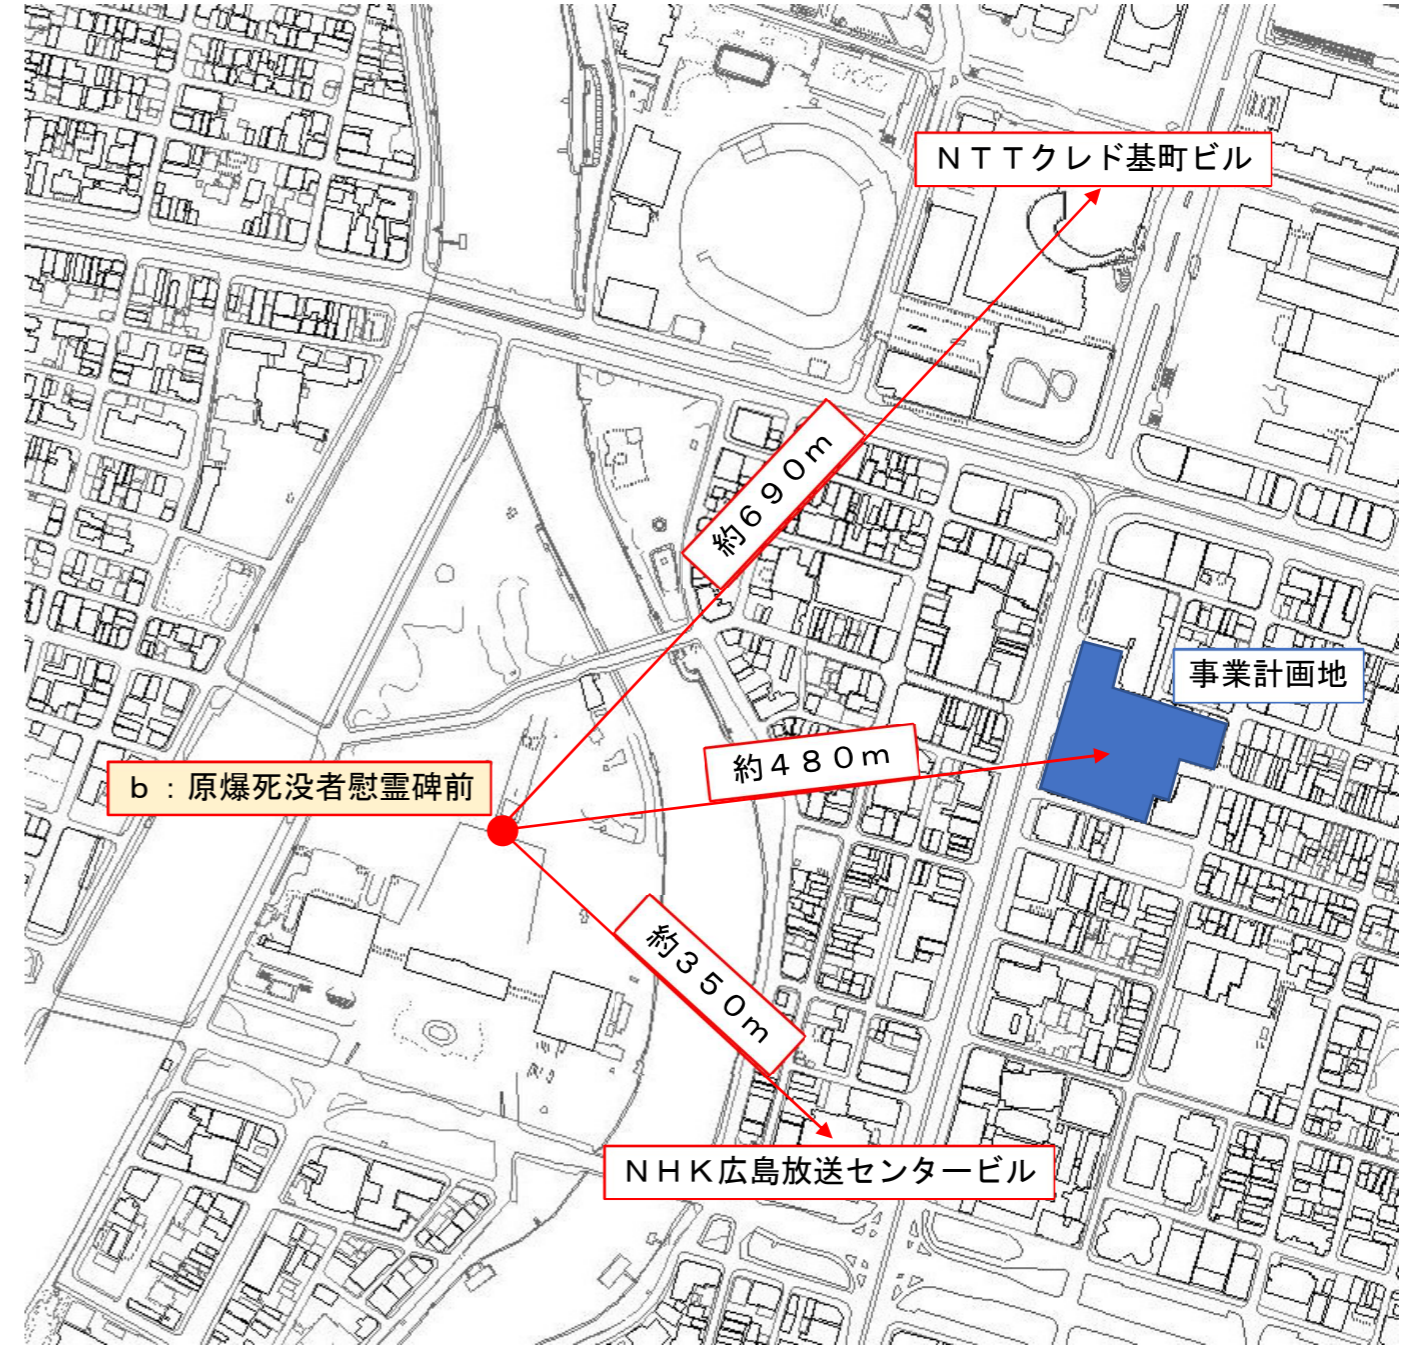 NTTクレド基町ビル
約690m
事業計画地
約480m
b:原爆死没者慰霊碑前
約350m
NHK広島放送センタービル